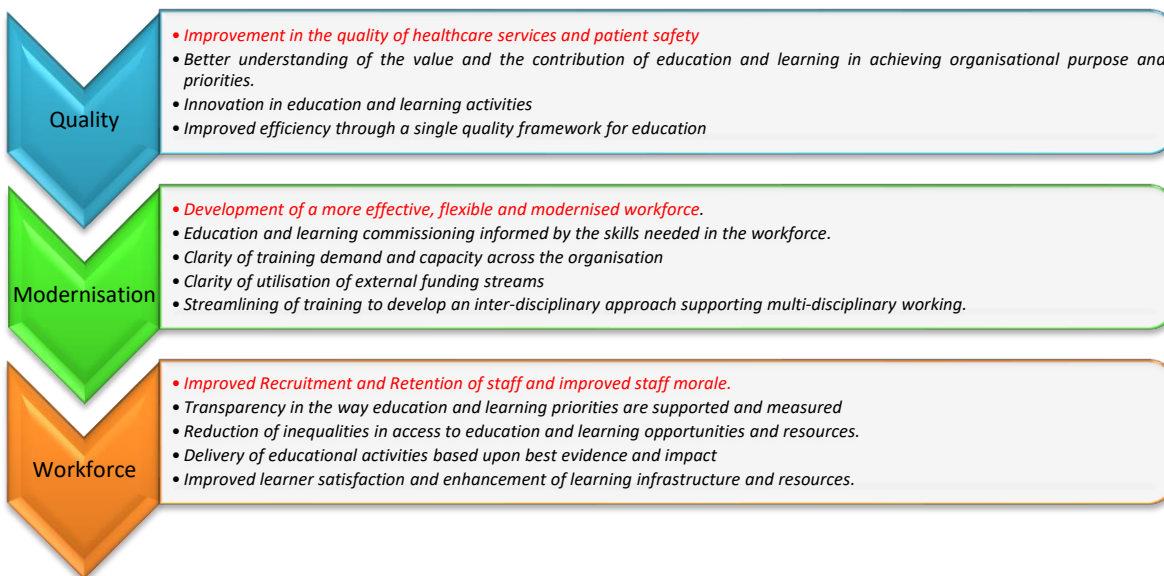 Quality
• Improvement in the quality of healthcare services and patient safety
• Better understanding of the value and the contribution of education and learning in achieving organisational purpose and
priorities.
• Innovation in education and learning activities
• Improved efficiency through a single quality framework for education
Modernisation
• Development of a more effective, flexible and modernised workforce.
• Education and learning commissioning informed by the skills needed in the workforce.
• Clarity of training demand and capacity across the organisation
• Clarity of utilisation of external funding streams
• Streamlining of training to develop an inter-disciplinary approach supporting multi-disciplinary working.
Workforce
• Improved Recruitment and Retention of staff and improved staff morale.
• Transparency in the way education and learning priorities are supported and measured
• Reduction of inequalities in access to education and learning opportunities and resources.
• Delivery of educational activities based upon best evidence and impact
• Improved learner satisfaction and enhancement of learning infrastructure and resources.